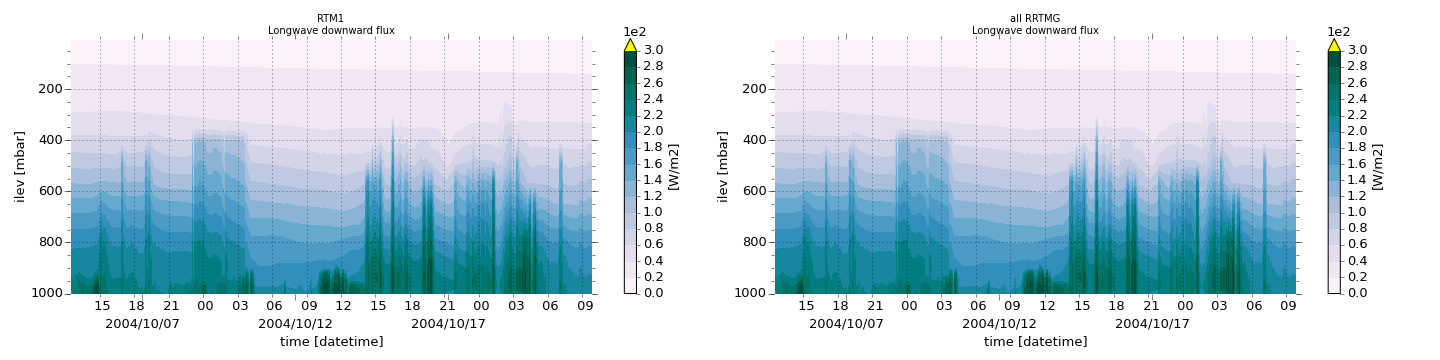 RTM1
Longwave downward flux
1e2
200
400
600
800
1000
ilev [mbar]
15 18 21 00 03 06 09 12 15 18 21 00 03 06 09
2004/10/07 2004/10/12 2004/10/17
time [datetime]
3.0
2.8
2.6
2.4
2.2
2.0
1.8
1.6
1.4
1.2
1.0
0.8
0.6
0.4
0.2
0.0
[W/m2]
all RRTMG
Longwave downward flux
1e2
200
400
600
800
1000
ilev [mbar]
15 18 21 00 03 06 09 12 15 18 21 00 03 06 09
2004/10/07 2004/10/12 2004/10/17
time [datetime]
3.0
2.8
2.6
2.4
2.2
2.0
1.8
1.6
1.4
1.2
1.0
0.8
0.6
0.4
0.2
0.0
[W/m2]